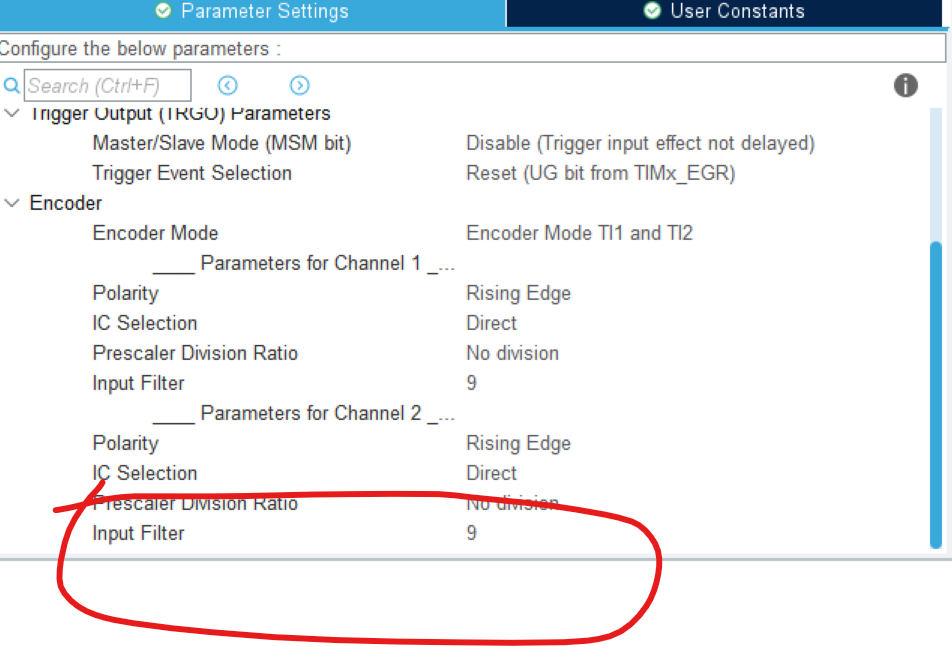 Parameter Settings User Constants
Configure the below parameters :
Search (Ctrl+F)
Trigger Output (TRGO) Parameters
Master/Slave Mode (MSM bit) Disable (Trigger input effect not delayed)
Trigger Event Selection Reset (UG bit from TIMx_EGR)
Encoder
Encoder Mode Encoder Mode TI1 and TI2
____ Parameters for Channel 1 _...
Polarity Rising Edge
IC Selection Direct
Prescaler Division Ratio No division
Input Filter 9
____ Parameters for Channel 2 _...
Polarity Rising Edge
IC Selection Direct
Prescaler Division Ratio No division
Input Filter 9